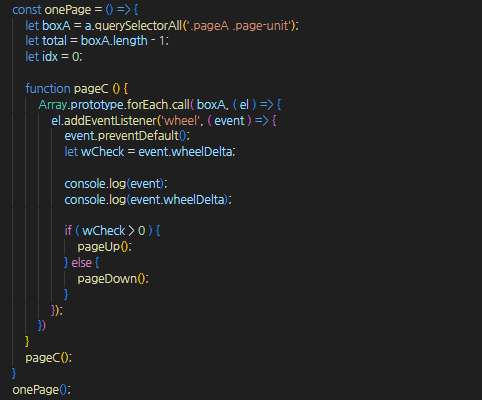 const onePage = () => {
let boxA = a.querySelectorAll('.pageA .page-unit');
let total = boxA.length - 1;
let idx = 0;
function pageC () {
Array.prototype.forEach.call( boxA, ( el ) => {
el.addEventListener('wheel', ( event ) => {
event.preventDefault();
let wCheck = event.wheelDelta;
console.log(event);
console.log(event.wheelDelta);
if ( wCheck > 0 ) {
pageUp();
} else {
pageDown();
}
});
})
}
pageC();
}
onePage();